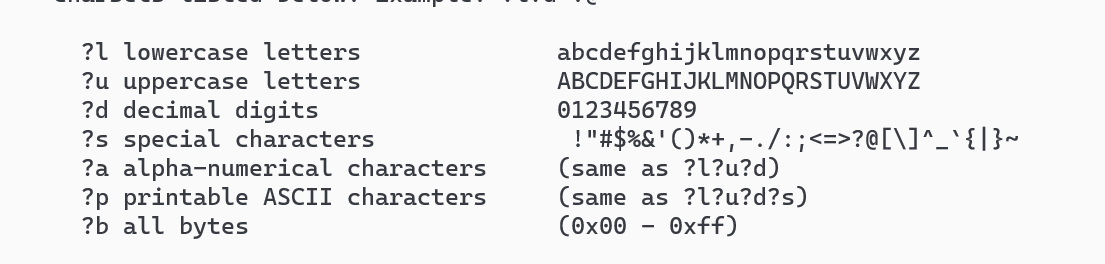 ?l lowercase letters abcdefghijklmnopqrstuvwxyz
?u uppercase letters ABCDEFGHIJKLMNOPQRSTUVWXYZ
?d decimal digits 0123456789
?s special characters  !"#$%&'()*+,-./:;<=>?@[\]^_`{|}~
?a alpha-numerical characters (same as ?l?u?d)
?p printable ASCII characters (same as ?l?u?d?s)
?b all bytes (0x00 - 0xff)